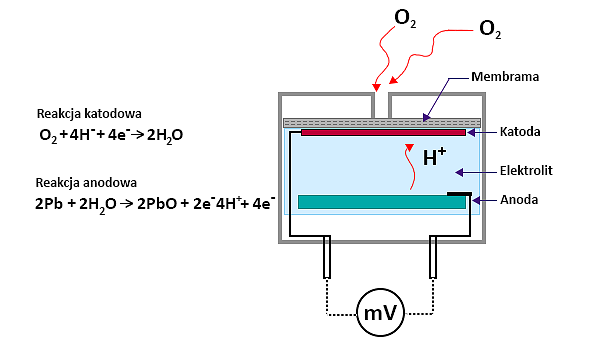 O₂
O₂
Membrama
Reakcja katodowa
O₂ + 4H⁺ + 4e⁻→ 2H₂O
Katoda
H⁺
Elektrolit
Reakcja anodowa
2Pb + 2H₂O → 2PbO + 2e⁻4H⁺+ 4e⁻
Anoda
mV